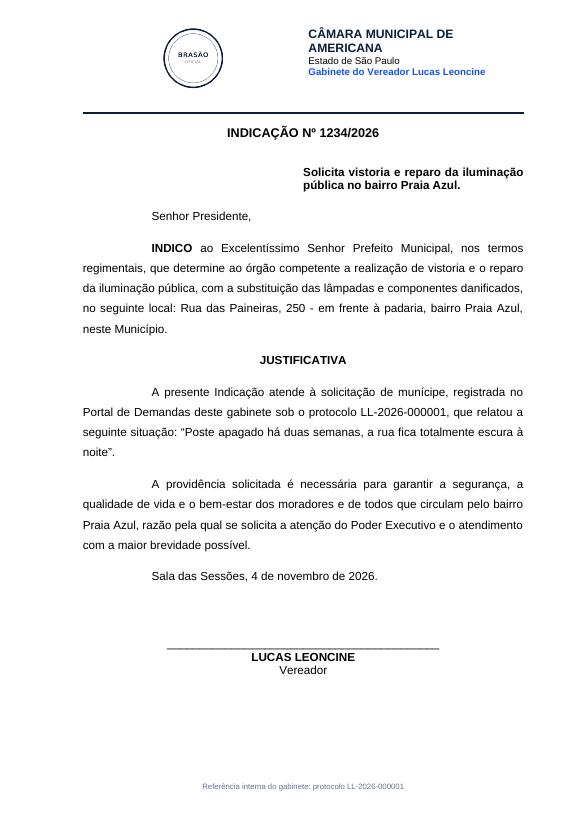 BRASÃO
OFICIAL
CÂMARA MUNICIPAL DE
AMERICANA
Estado de São Paulo
Gabinete do Vereador Lucas Leoncine
INDICAÇÃO Nº 1234/2026
Solicita vistoria e reparo da iluminação
pública no bairro Praia Azul.
Senhor Presidente,
INDICO ao Excelentíssimo Senhor Prefeito Municipal, nos termos
regimentais, que determine ao órgão competente a realização de vistoria e o reparo
da iluminação pública, com a substituição das lâmpadas e componentes danificados,
no seguinte local: Rua das Paineiras, 250 - em frente à padaria, bairro Praia Azul,
neste Município.
JUSTIFICATIVA
A presente Indicação atende à solicitação de munícipe, registrada no
Portal de Demandas deste gabinete sob o protocolo LL-2026-000001, que relatou a
seguinte situação: “Poste apagado há duas semanas, a rua fica totalmente escura à
noite”.
A providência solicitada é necessária para garantir a segurança, a
qualidade de vida e o bem-estar dos moradores e de todos que circulam pelo bairro
Praia Azul, razão pela qual se solicita a atenção do Poder Executivo e o atendimento
com a maior brevidade possível.
Sala das Sessões, 4 de novembro de 2026.
LUCAS LEONCINE
Vereador
Referência interna do gabinete: protocolo LL-2026-000001